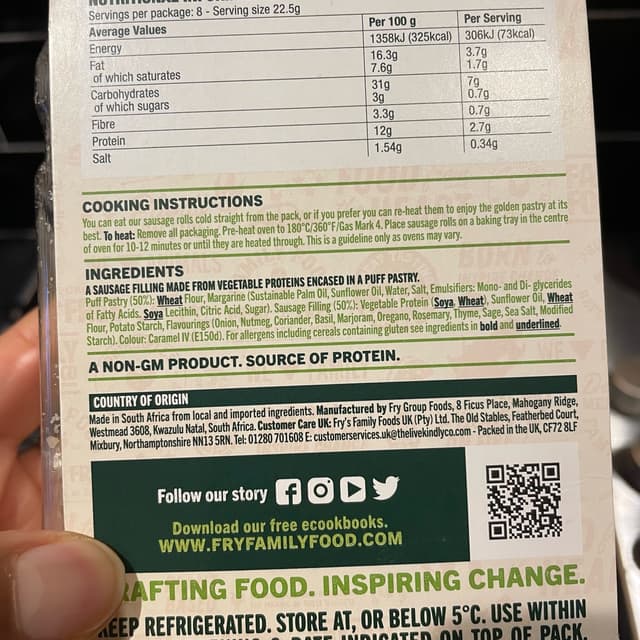 Servings per package: 8 - Serving size 22.5g
Average Values Per 100 g Per Serving
Energy 1358kJ (325kcal) 306kJ (73kcal)
Fat 16.3g 3.7g
of which saturates 7.6g 1.7g
Carbohydrates 31g 7g
of which sugars 3g 0.7g
Fibre 3.3g 0.7g
Protein 12g 2.7g
Salt 1.54g 0.34g
COOKING INSTRUCTIONS
You can eat our sausage rolls cold straight from the pack, or if you prefer you can re-heat them to enjoy the golden pastry at its
best. To heat: Remove all packaging. Pre-heat oven to 180°C/360°F/Gas Mark 4. Place sausage rolls on a baking tray in the centre
of oven for 10-12 minutes or until they are heated through. This is a guideline only as ovens may vary.
INGREDIENTS
A SAUSAGE FILLING MADE FROM VEGETABLE PROTEINS ENCASED IN A PUFF PASTRY.
Puff Pastry (50%): Wheat Flour, Margarine (Sustainable Palm Oil, Sunflower Oil, Water, Salt, Emulsifiers: Mono- and Di- glycerides
of Fatty Acids. Soya Lecithin, Citric Acid, Sugar). Sausage Filling (50%): Vegetable Protein (Soya, Wheat), Sunflower Oil, Wheat
Flour, Potato Starch, Flavourings (Onion, Nutmeg, Coriander, Basil, Marjoram, Oregano, Rosemary, Thyme, Sage, Sea Salt, Modified
Starch). Colour: Caramel IV (E150d). For allergens including cereals containing gluten see ingredients in bold and underlined.
A NON-GM PRODUCT. SOURCE OF PROTEIN.
COUNTRY OF ORIGIN
Made in South Africa from local and imported ingredients. Manufactured by Fry Group Foods, 8 Ficus Place, Mahogany Ridge,
Westmead 3608, Kwazulu Natal, South Africa. Customer Care UK: Fry's Family Foods UK (Pty) Ltd. The Old Stables, Featherbed Court,
Mixbury, Northamptonshire NN13 5RN. Tel: 01280 701608 E: customerservices.uk@thelivekindlyco.com - Packed in the UK, CF72 8LF
Follow our story
Download our free ecookbooks.
WWW.FRYFAMILYFOOD.COM
RAFTING FOOD. INSPIRING CHANGE.
KEEP REFRIGERATED. STORE AT, OR BELOW 5°C. USE WITHIN
DATE INDICATED ON TOP OF PACK.